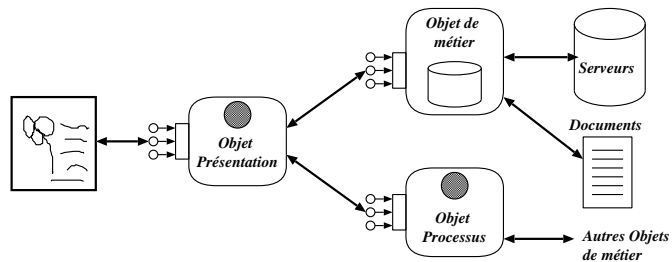 Objet de
métier
Serveurs
Objet
Présentation
Documents
Objet
Processus
Autres Objets
de métier